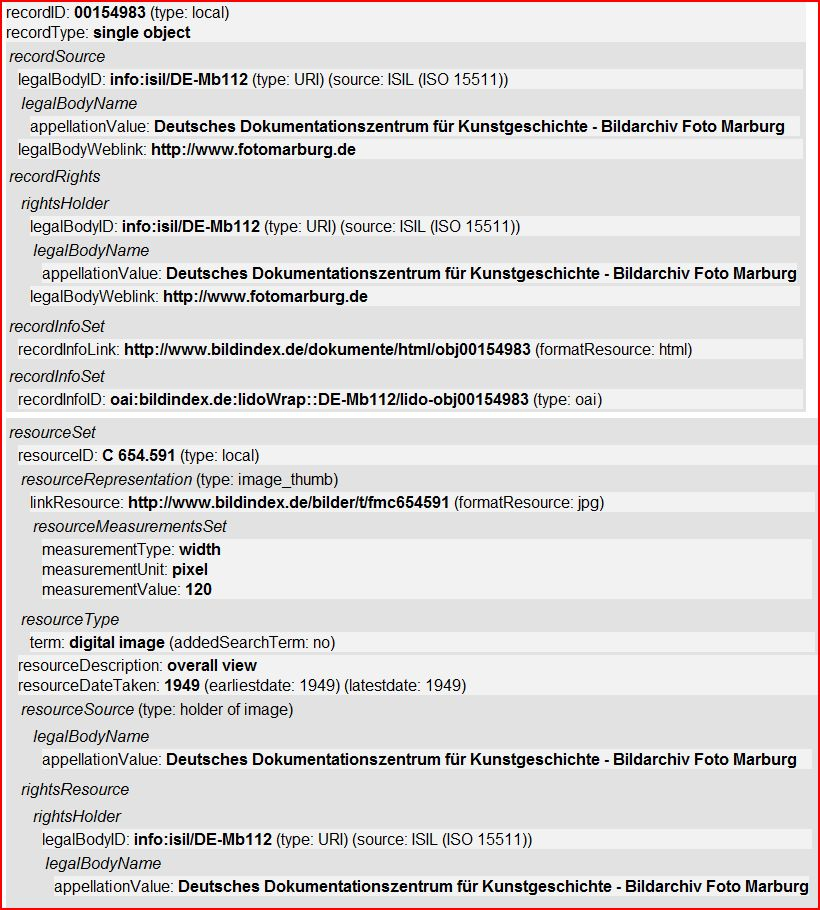 recordID: 00154983 (type: local)
recordType: single object
recordSource
legalBodyID: info:isil/DE-Mb112 (type: URI) (source: ISIL (ISO 15511))
legalBodyName
appellationValue: Deutsches Dokumentationszentrum für Kunstgeschichte - Bildarchiv Foto Marburg
legalBodyWeblink: http://www.fotomarburg.de
recordRights
rightsHolder
legalBodyID: info:isil/DE-Mb112 (type: URI) (source: ISIL (ISO 15511))
legalBodyName
appellationValue: Deutsches Dokumentationszentrum für Kunstgeschichte - Bildarchiv Foto Marburg
legalBodyWeblink: http://www.fotomarburg.de
recordInfoSet
recordInfoLink: http://www.bildindex.de/dokumente/html/obj00154983 (formatResource: html)
recordInfoSet
recordInfoID: oai:bildindex.de:lidoWrap::DE-Mb112/lido-obj00154983 (type: oai)
resourceSet
resourceID: C 654.591 (type: local)
resourceRepresentation (type: image_thumb)
linkResource: http://www.bildindex.de/bilder/t/fmc654591 (formatResource: jpg)
resourceMeasurementsSet
measurementType: width
measurementUnit: pixel
measurementValue: 120
resourceType
term: digital image (addedSearchTerm: no)
resourceDescription: overall view
resourceDateTaken: 1949 (earliestdate: 1949) (latestdate: 1949)
resourceSource (type: holder of image)
legalBodyName
appellationValue: Deutsches Dokumentationszentrum für Kunstgeschichte - Bildarchiv Foto Marburg
rightsResource
rightsHolder
legalBodyID: info:isil/DE-Mb112 (type: URI) (source: ISIL (ISO 15511))
legalBodyName
appellationValue: Deutsches Dokumentationszentrum für Kunstgeschichte - Bildarchiv Foto Marburg